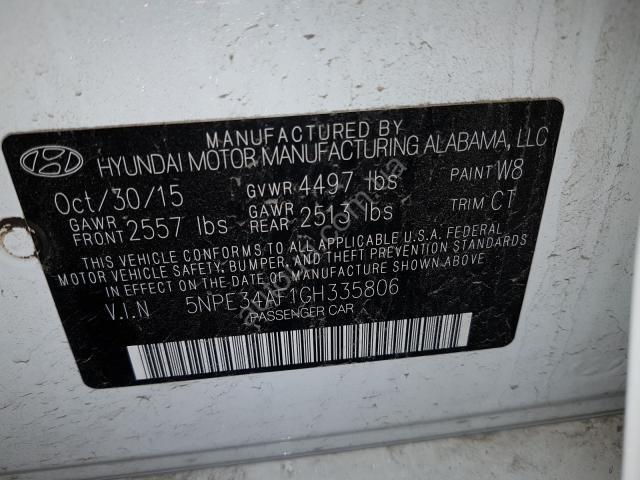 MANUFACTURED BY
HYUNDAI MOTOR MANUFACTURING ALABAMA, LLC
Oct/30/15 GVWR 4497 lbs PAINT W8
GAWR FRONT 2557 lbs GAWR REAR 2513 lbs TRIM CT
THIS VEHICLE CONFORMS TO ALL APPLICABLE U.S.A. FEDERAL
MOTOR VEHICLE SAFETY, BUMPER, AND THEFT PREVENTION STANDARDS
IN EFFECT ON THE DATE OF MANUFACTURE SHOWN ABOVE.
V.I.N 5NPE34AF1GH335806
PASSENGER CAR